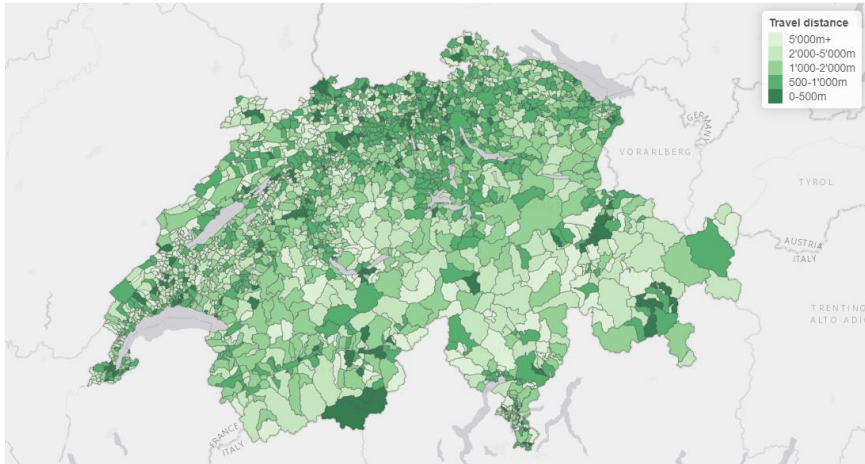 Travel distance
5'000m+
2'000-5'000m
1'000-2'000m
500-1'000m
0-500m
GERMANY
VORARLBERG
TYROL
AUSTRIA
ITALY
TRENTINO
ALTO ADIG
FRANCE
ITALY